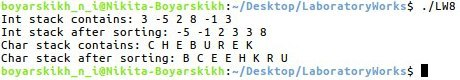 boyarskikh_n_i@Nikita-Boyarskikh:~/Desktop/LaboratoryWorks$ ./LW8
Int stack contains: 3 -5 2 8 -1 3
Int stack after sorting: -5 -1 2 3 3 8
Char stack contains: C H E B U R E K
Char stack after sorting: B C E E H K R U
boyarskikh_n_i@Nikita-Boyarskikh:~/Desktop/LaboratoryWorks$